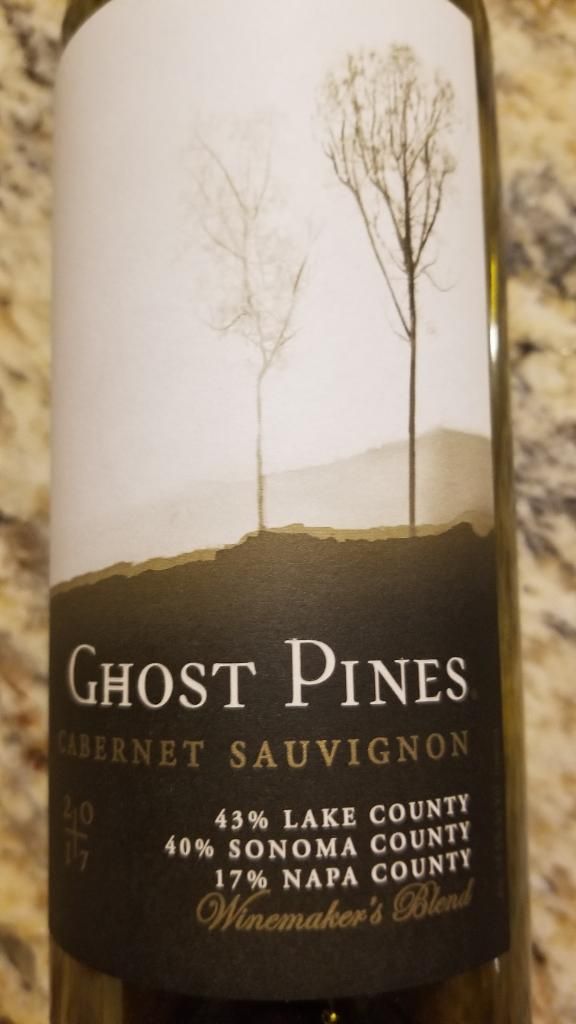 GHOST PINES
CABERNET SAUVIGNON
20
17
43% LAKE COUNTY
40% SONOMA COUNTY
17% NAPA COUNTY
Winemaker's Blend